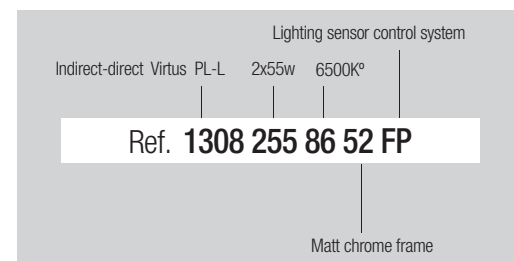 Lighting sensor control system
Indirect-direct Virtus PL-L 2x55w 6500Kº
Ref. 1308 255 86 52 FP
Matt chrome frame